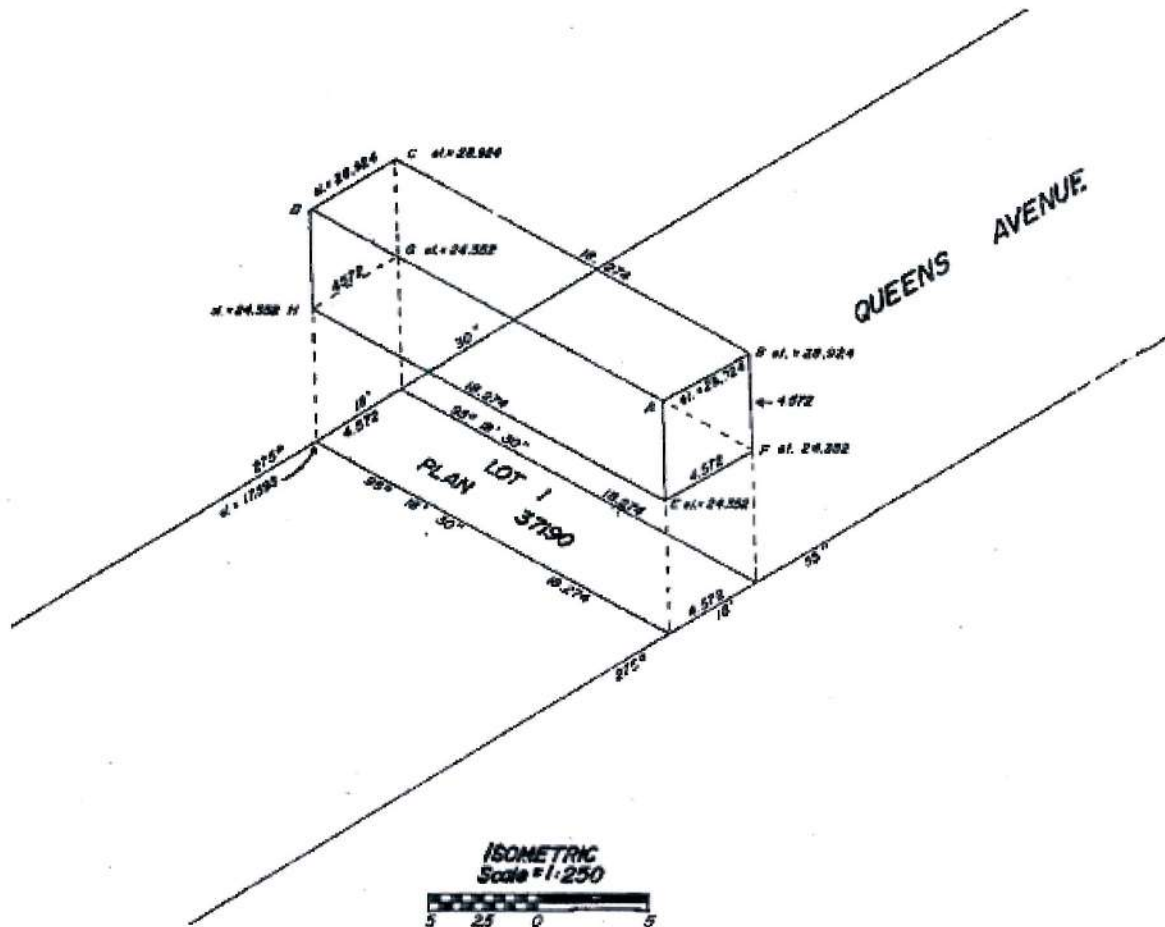 el.= 28.924
C el.= 28.924
D
G el.= 24.352
4.572
el.= 24.352 H
18.274
QUEENS AVENUE
30"
B el.= 28.924
el.= 28.924
A
4.572
18.274
18'
4.572
95° 18' 30"
F el. 24.352
4.572
275°
LOT 1
E el.= 24.352
PLAN 37190
18.274
95° 18' 30"
55"
18.274
4.572
18'
275°
ISOMETRIC
Scale = 1:250
5 2.5 0 5